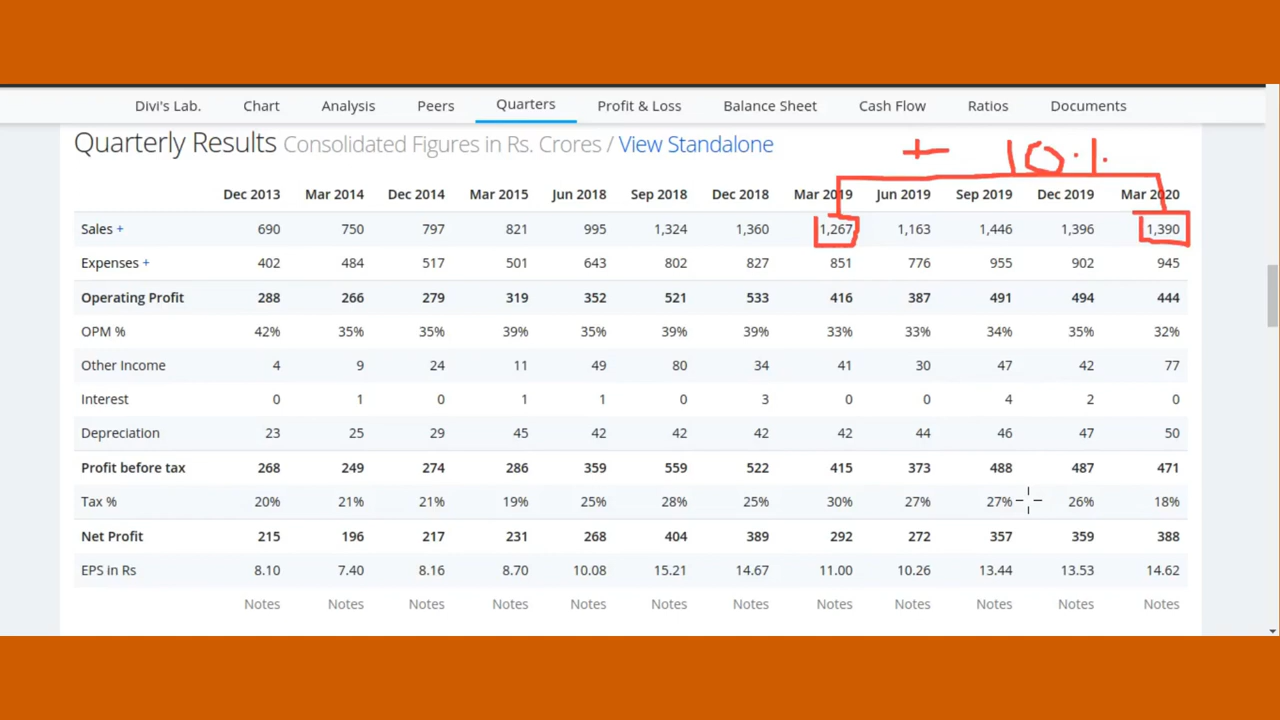 Divi's Lab. Chart Analysis Peers Quarters Profit & Loss Balance Sheet Cash Flow Ratios Documents
Quarterly Results Consolidated Figures in Rs. Crores / View Standalone
+ 10%
Dec 2013 Mar 2014 Dec 2014 Mar 2015 Jun 2018 Sep 2018 Dec 2018 Mar 2019 Jun 2019 Sep 2019 Dec 2019 Mar 2020
Sales + 690 750 797 821 995 1,324 1,360 1,267 1,163 1,446 1,396 1,390
Expenses + 402 484 517 501 643 802 827 851 776 955 902 945
Operating Profit 288 266 279 319 352 521 533 416 387 491 494 444
OPM % 42% 35% 35% 39% 35% 39% 39% 33% 33% 34% 35% 32%
Other Income 4 9 24 11 49 80 34 41 30 47 42 77
Interest 0 1 0 1 1 0 3 0 0 4 2 0
Depreciation 23 25 29 45 42 42 42 42 44 46 47 50
Profit before tax 268 249 274 286 359 559 522 415 373 488 487 471
Tax % 20% 21% 21% 19% 25% 28% 25% 30% 27% 27% 26% 18%
Net Profit 215 196 217 231 268 404 389 292 272 357 359 388
EPS in Rs 8.10 7.40 8.16 8.70 10.08 15.21 14.67 11.00 10.26 13.44 13.53 14.62
Notes Notes Notes Notes Notes Notes Notes Notes Notes Notes Notes Notes